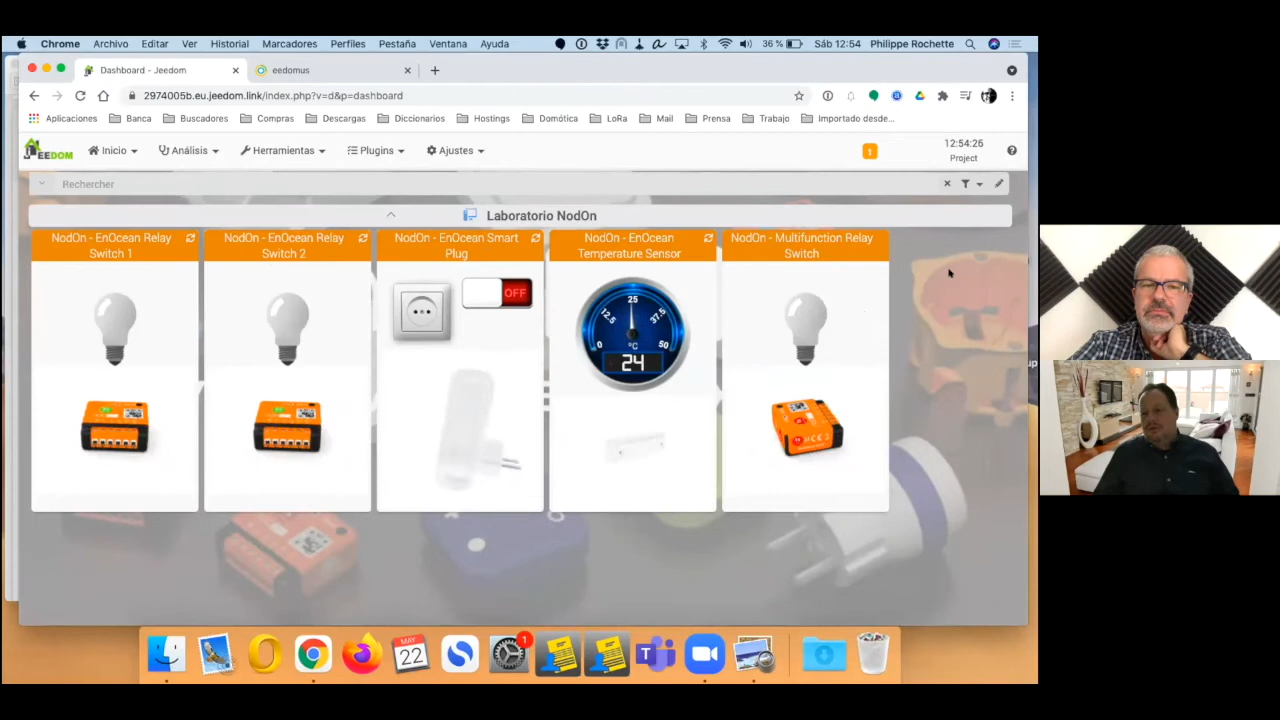 Chrome Archivo Editar Ver Historial Marcadores Perfiles Pestaña Ventana Ayuda 36 % Sáb 12:54 Philippe Rochette
Dashboard - Jeedom eedomus
2974005b.eu.jeedom.link/index.php?v=d&p=dashboard
Aplicaciones Banca Buscadores Compras Descargas Diccionarios Hostings Domótica LoRa Mail Prensa Trabajo Importado desde...
JEEDOM Inicio Análisis Herramientas Plugins Ajustes 1 12:54:26
Project
Rechercher
Laboratorio NodOn
NodOn - EnOcean Relay
Switch 1
NodOn - EnOcean Relay
Switch 2
NodOn - EnOcean Smart
Plug
NodOn - EnOcean
Temperature Sensor
NodOn - Multifunction Relay
Switch
OFF
25
12.5 37.5
°C
0 50
24
MAY
22
1
T